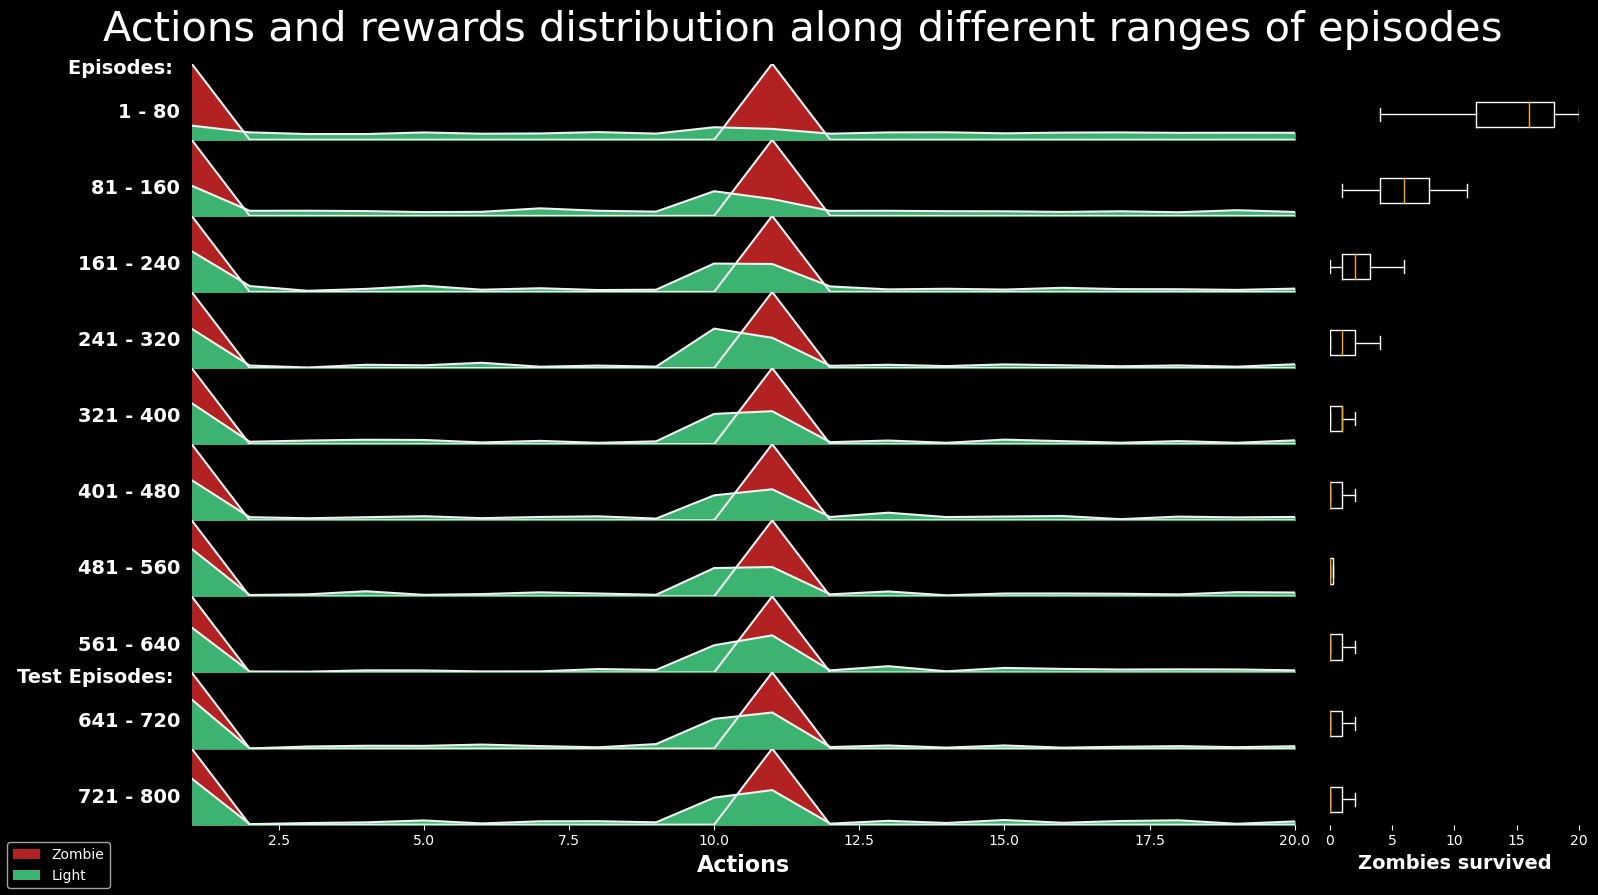 Actions and rewards distribution along different ranges of episodes
Episodes:
1 - 80
81 - 160
161 - 240
241 - 320
321 - 400
401 - 480
481 - 560
561 - 640
Test Episodes:
641 - 720
721 - 800
2.5 5.0 7.5 10.0 12.5 15.0 17.5 20.0
0 5 10 15 20
Actions
Zombies survived
Zombie
Light